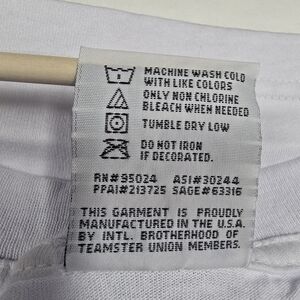 MACHINE WASH COLD
WITH LIKE COLORS
ONLY NON CHLORINE
BLEACH WHEN NEEDED
TUMBLE DRY LOW
DO NOT IRON
IF DECORATED.
RN#95024 ASI#30244
PPAI#213725 SAGE#63316
THIS GARMENT IS PROUDLY
MANUFACTURED IN THE U.S.A.
BY INTL. BROTHERHOOD OF
TEAMSTER UNION MEMBERS.